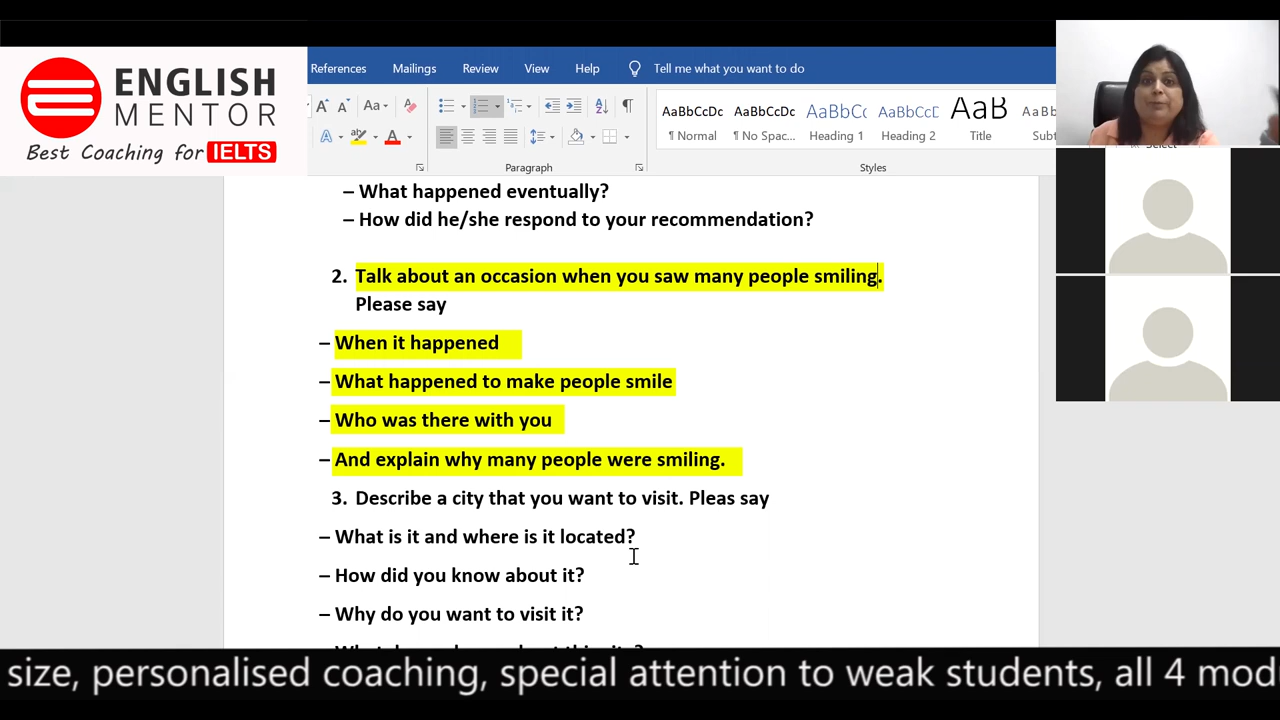 ENGLISH
MENTOR
Best Coaching for IELTS
References Mailings Review View Help Tell me what you want to do
Aa
AaBbCcDc AaBbCcDc AaBbC AaBbCcD AaB
¶ Normal ¶ No Spac... Heading 1 Heading 2 Title
Paragraph Styles
– What happened eventually?
– How did he/she respond to your recommendation?
2. Talk about an occasion when you saw many people smiling.
Please say
– When it happened
– What happened to make people smile
– Who was there with you
– And explain why many people were smiling.
3. Describe a city that you want to visit. Pleas say
– What is it and where is it located?
– How did you know about it?
– Why do you want to visit it?
size, personalised coaching, special attention to weak students, all 4 mod